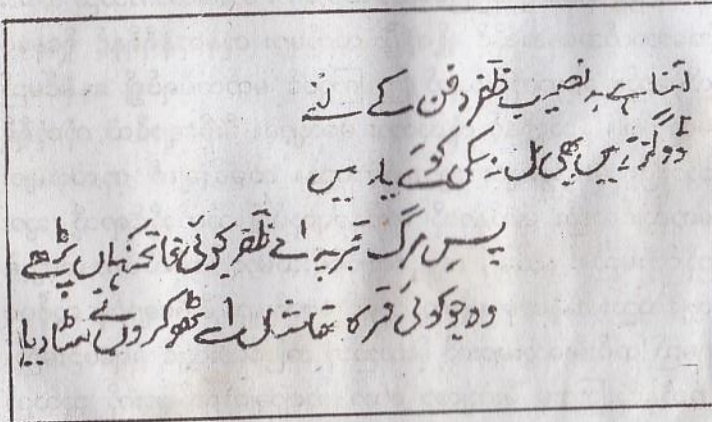 کتنا ہے بد نصیب ظفر دفن کے لئے
دو گز زمیں بھی مل نہ سکی کوئے یار میں
پسِ مرگ قبر پہ اے ظفر کوئی فاتحہ کہاں پڑھے
وہ جو کوئی قبر کا تھا نشاں اسے ٹھوکروں نے مٹا دیا